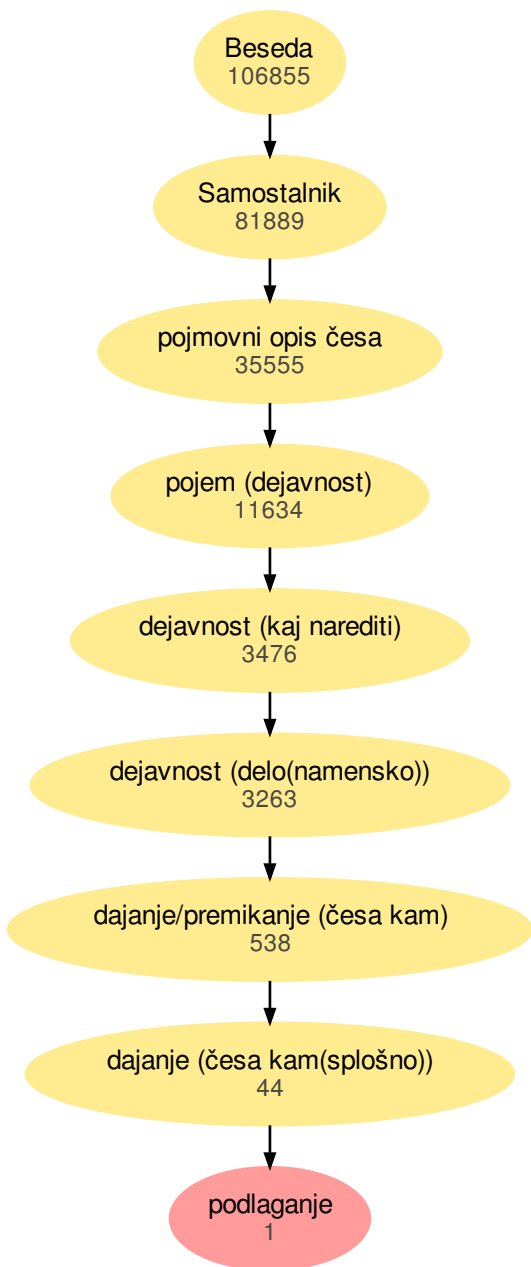 Beseda
106855
Samostalnik
81889
pojmovni opis česa
35555
pojem (dejavnost)
11634
dejavnost (kaj narediti)
3476
dejavnost (delo(namensko))
3263
dajanje/premikanje (česa kam)
538
dajanje (česa kam(splošno))
44
podlaganje
1